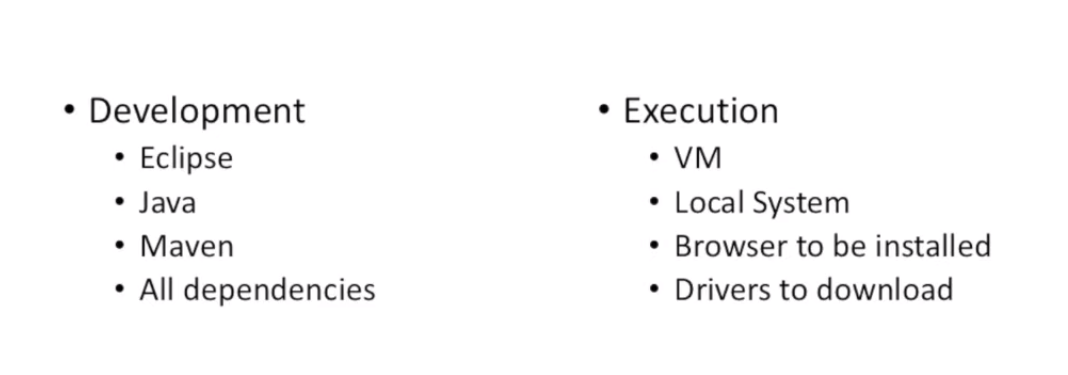 • Development
• Eclipse
• Java
• Maven
• All dependencies
• Execution
• VM
• Local System
• Browser to be installed
• Drivers to download